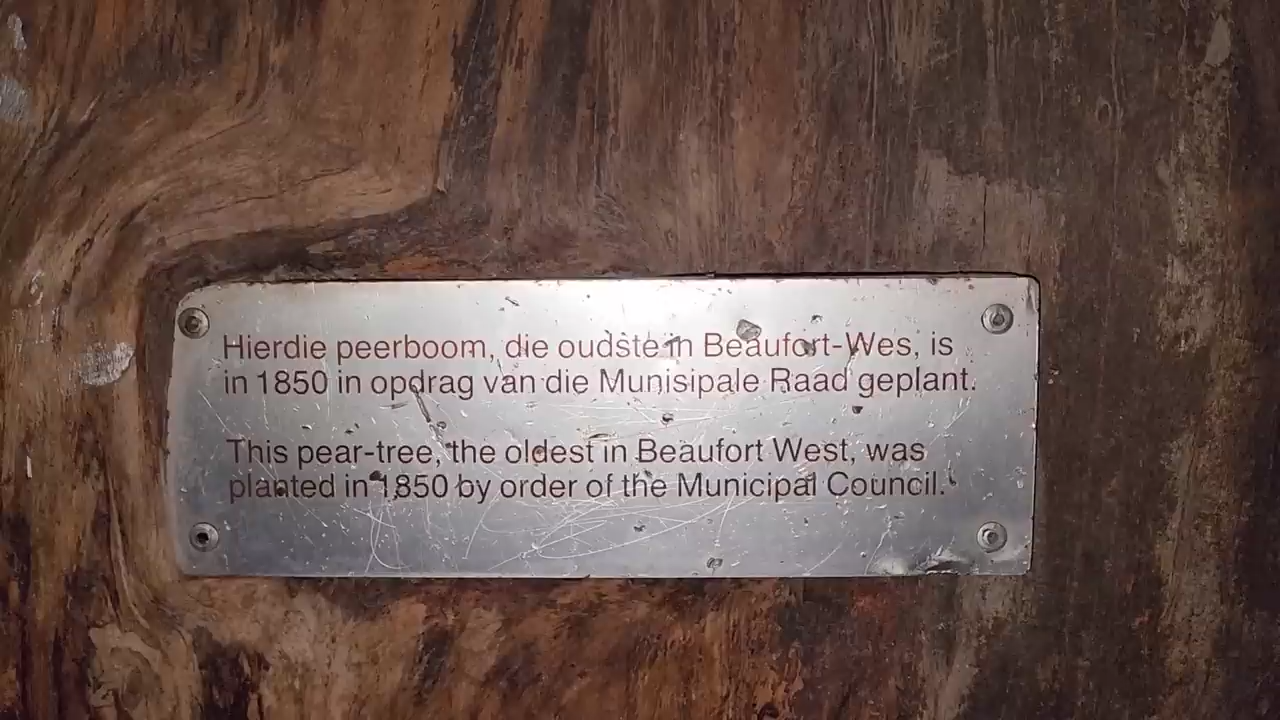 Hierdie peerboom, die oudste in Beaufort-Wes, is
in 1850 in opdrag van die Munisipale Raad geplant.
This pear-tree, the oldest in Beaufort West, was
planted in 1850 by order of the Municipal Council.